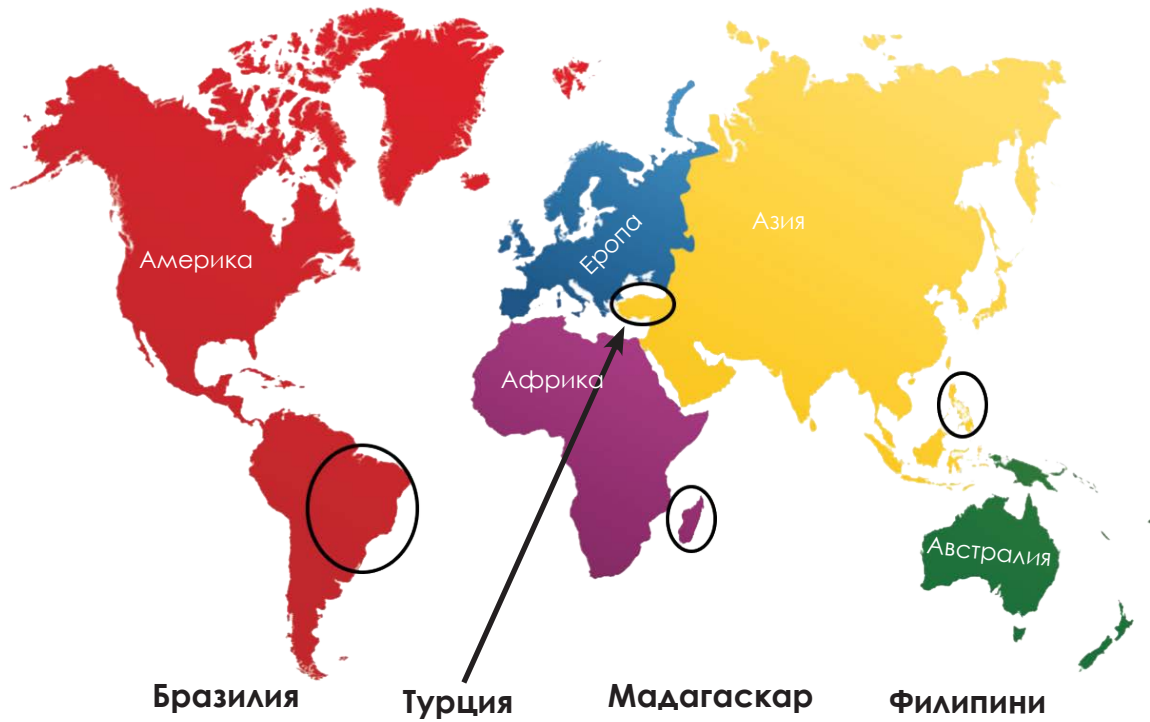 Америка
Еропа
Азия
Африка
Австралия
Бразилия
Турция
Мадагаскар
Филипини